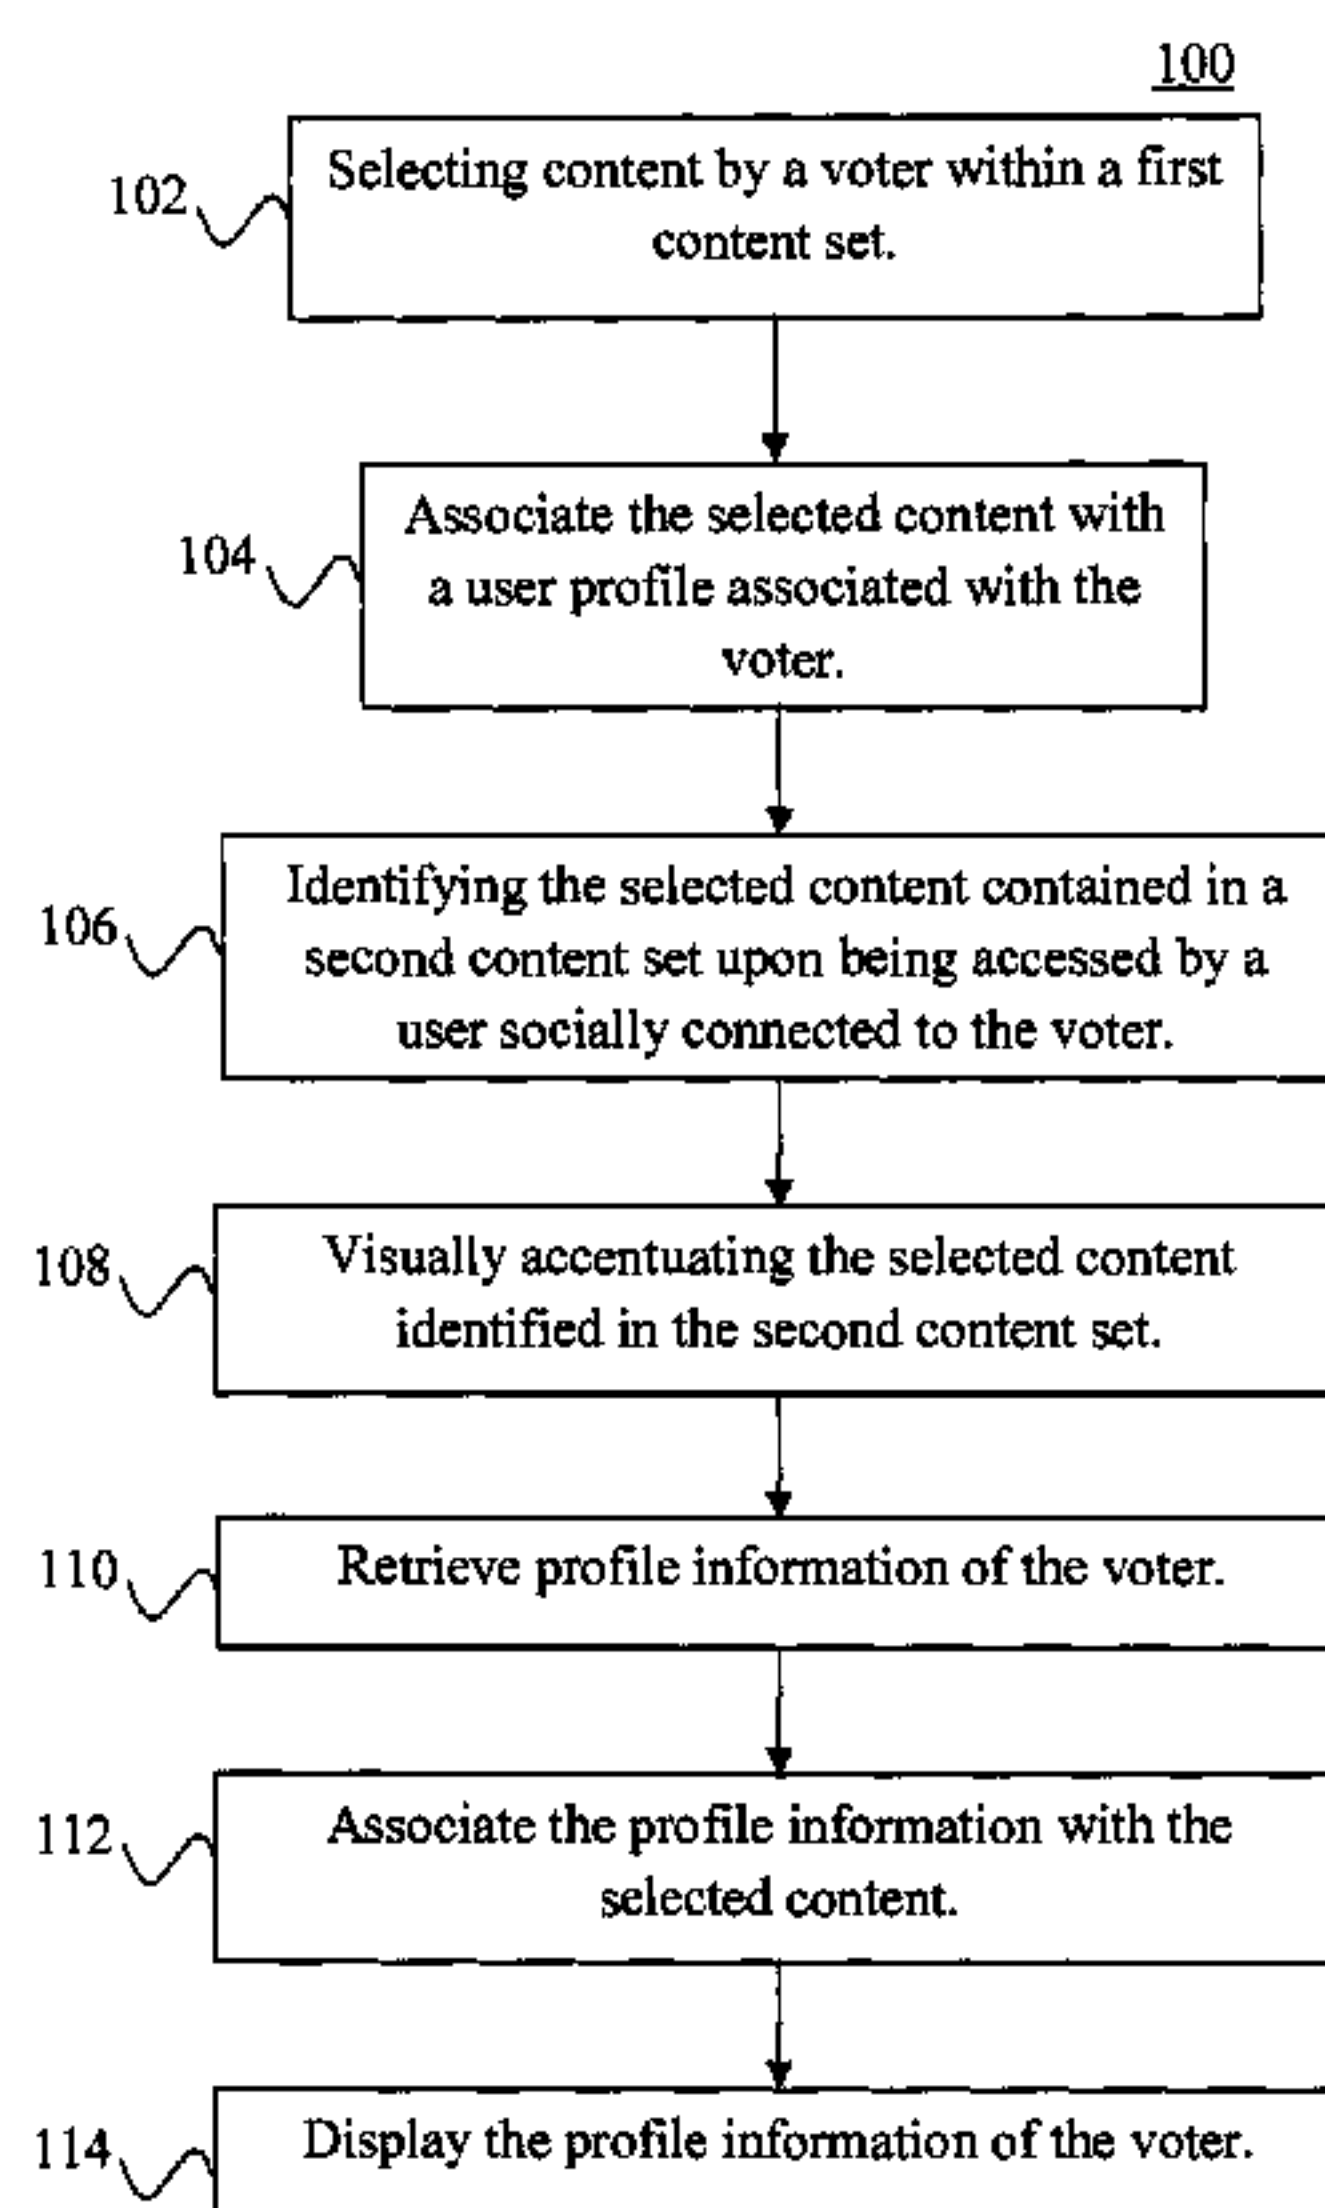 100
102
Selecting content by a voter within a first
content set.
104
Associate the selected content with
a user profile associated with the
voter.
106
Identifying the selected content contained in a
second content set upon being accessed by a
user socially connected to the voter.
108
Visually accentuating the selected content
identified in the second content set.
110
Retrieve profile information of the voter.
112
Associate the profile information with the
selected content.
114
Display the profile information of the voter.